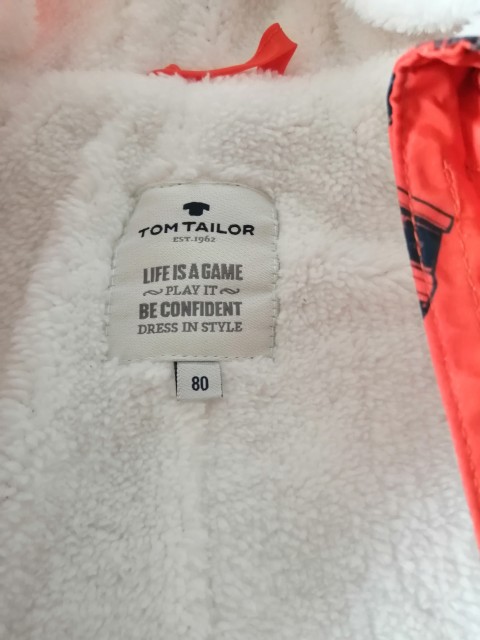 TOM TAILOR
EST.1962
LIFE IS A GAME
~ PLAY IT ~
BE CONFIDENT
DRESS IN STYLE
80